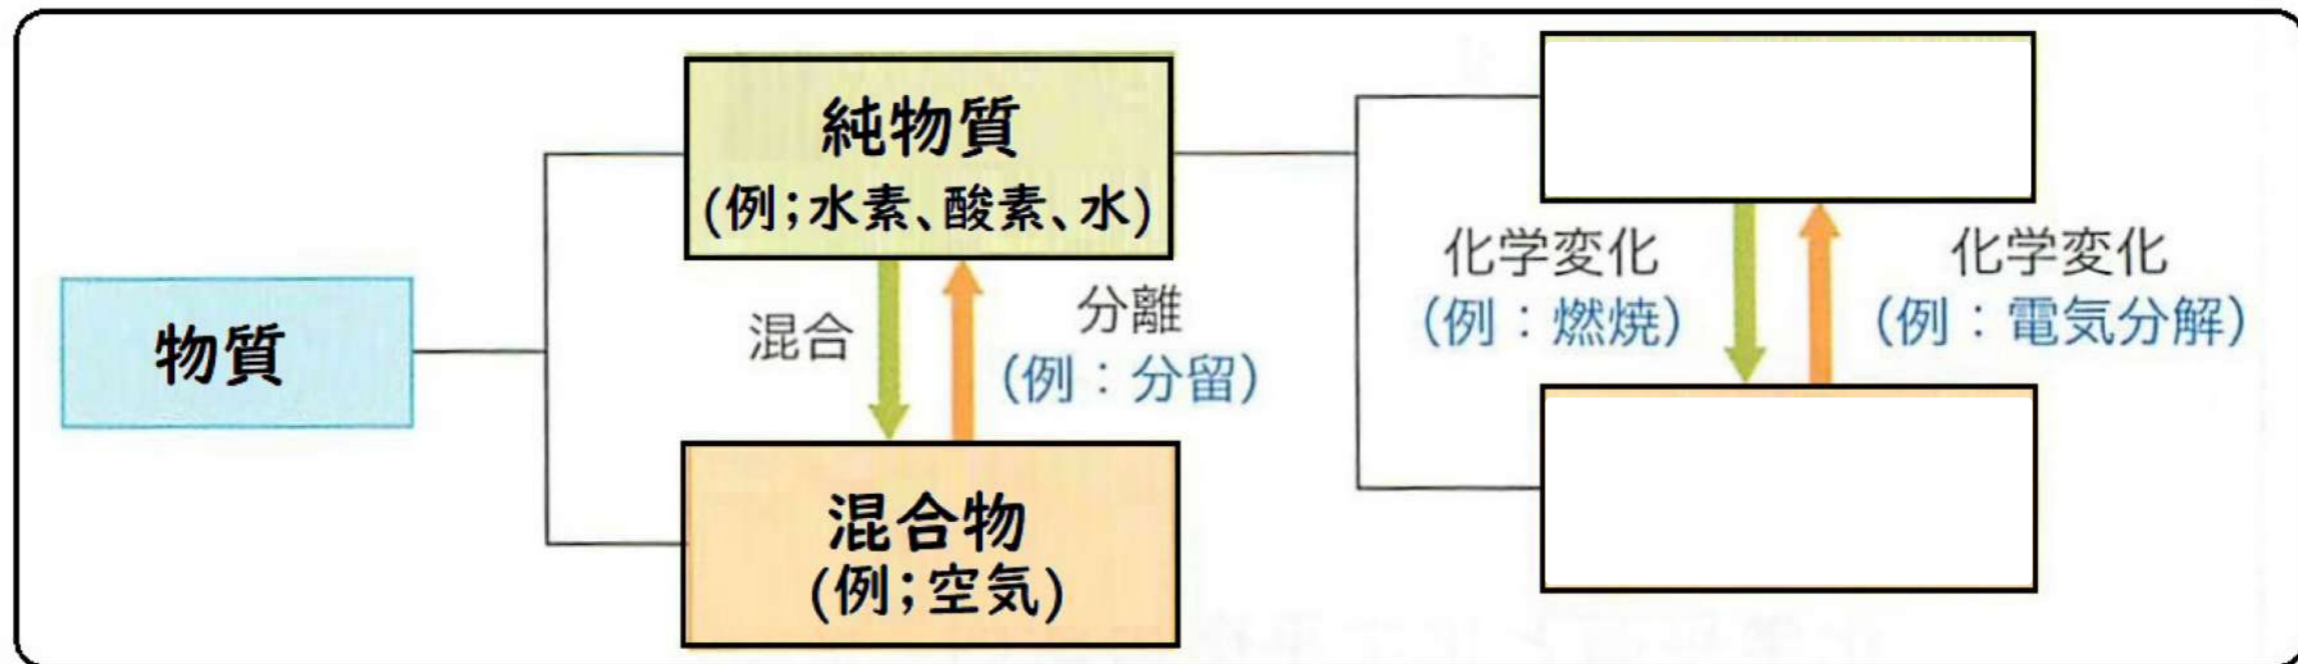 純物質
(例;水素、酸素、水)
物質
混合
分離
(例：分留)
混合物
(例;空気)
化学変化
(例：燃焼)
化学変化
(例：電気分解)